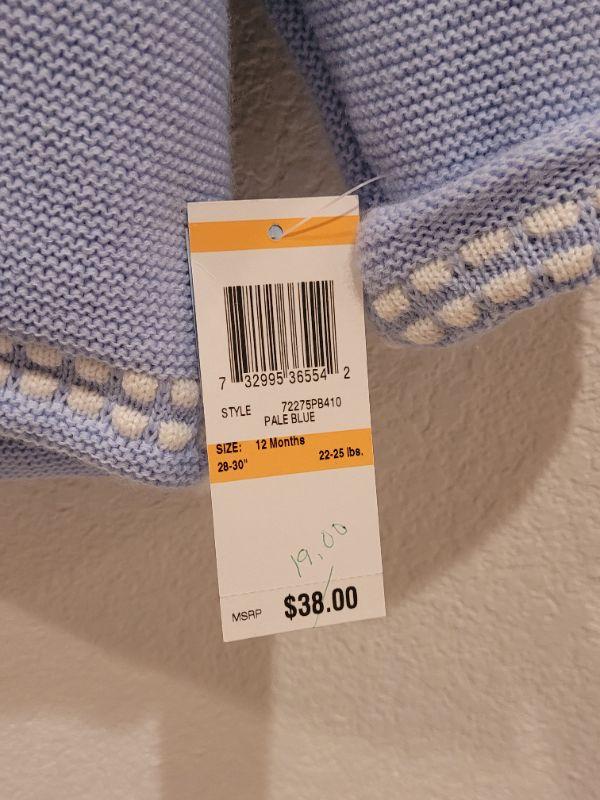 7 32995 36554 2
STYLE 72275PB410
PALE BLUE
SIZE: 12 Months
28-30" 22-25 lbs.
19.00
MSRP $38.00